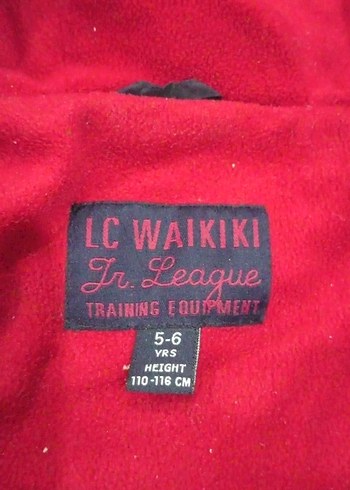 LC WAIKIKI
Jr. League
TRAINING EQUIPMENT
5-6
YRS
HEIGHT
110-116 CM